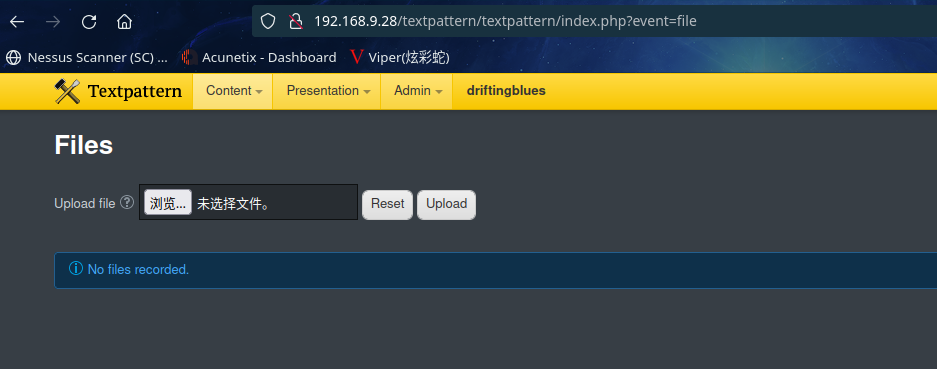 192.168.9.28/textpattern/textpattern/index.php?event=file
Nessus Scanner (SC) ... Acunetix - Dashboard Viper(炫彩蛇)
Textpattern Content Presentation Admin driftingblues
Files
Upload file ? 浏览... 未选择文件。 Reset Upload
No files recorded.